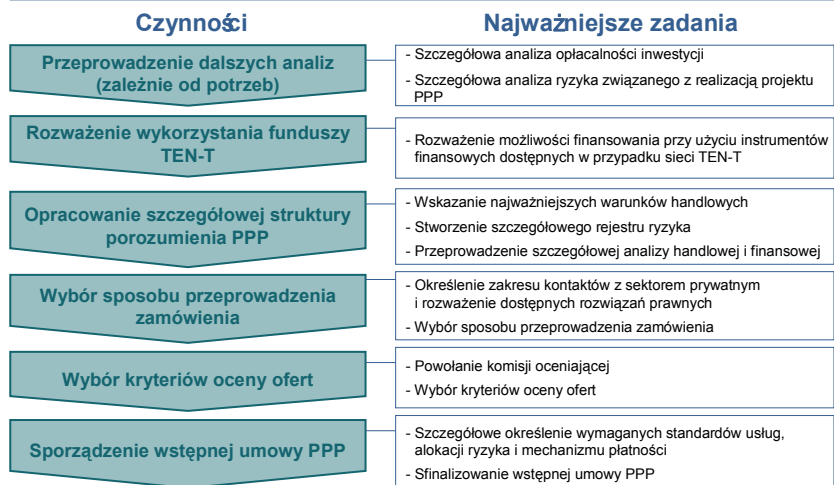 Czynności
Najważniejsze zadania
Przeprowadzenie dalszych analiz
(zależnie od potrzeb)
- Szczegółowa analiza opłacalności inwestycji
- Szczegółowa analiza ryzyka związanego z realizacją projektu
PPP
Rozważenie wykorzystania funduszy
TEN-T
- Rozważenie możliwości finansowania przy użyciu instrumentów
finansowych dostępnych w przypadku sieci TEN-T
Opracowanie szczegółowej struktury
porozumienia PPP
- Wskazanie najważniejszych warunków handlowych
- Stworzenie szczegółowego rejestru ryzyka
- Przeprowadzenie szczegółowej analizy handlowej i finansowej
Wybór sposobu przeprowadzenia
zamówienia
- Określenie zakresu kontaktów z sektorem prywatnym
i rozważenie dostępnych rozwiązań prawnych
- Wybór sposobu przeprowadzenia zamówienia
Wybór kryteriów oceny ofert
- Powołanie komisji oceniającej
- Wybór kryteriów oceny ofert
Sporządzenie wstępnej umowy PPP
- Szczegółowe określenie wymaganych standardów usług,
alokacji ryzyka i mechanizmu płatności
- Sfinalizowanie wstępnej umowy PPP